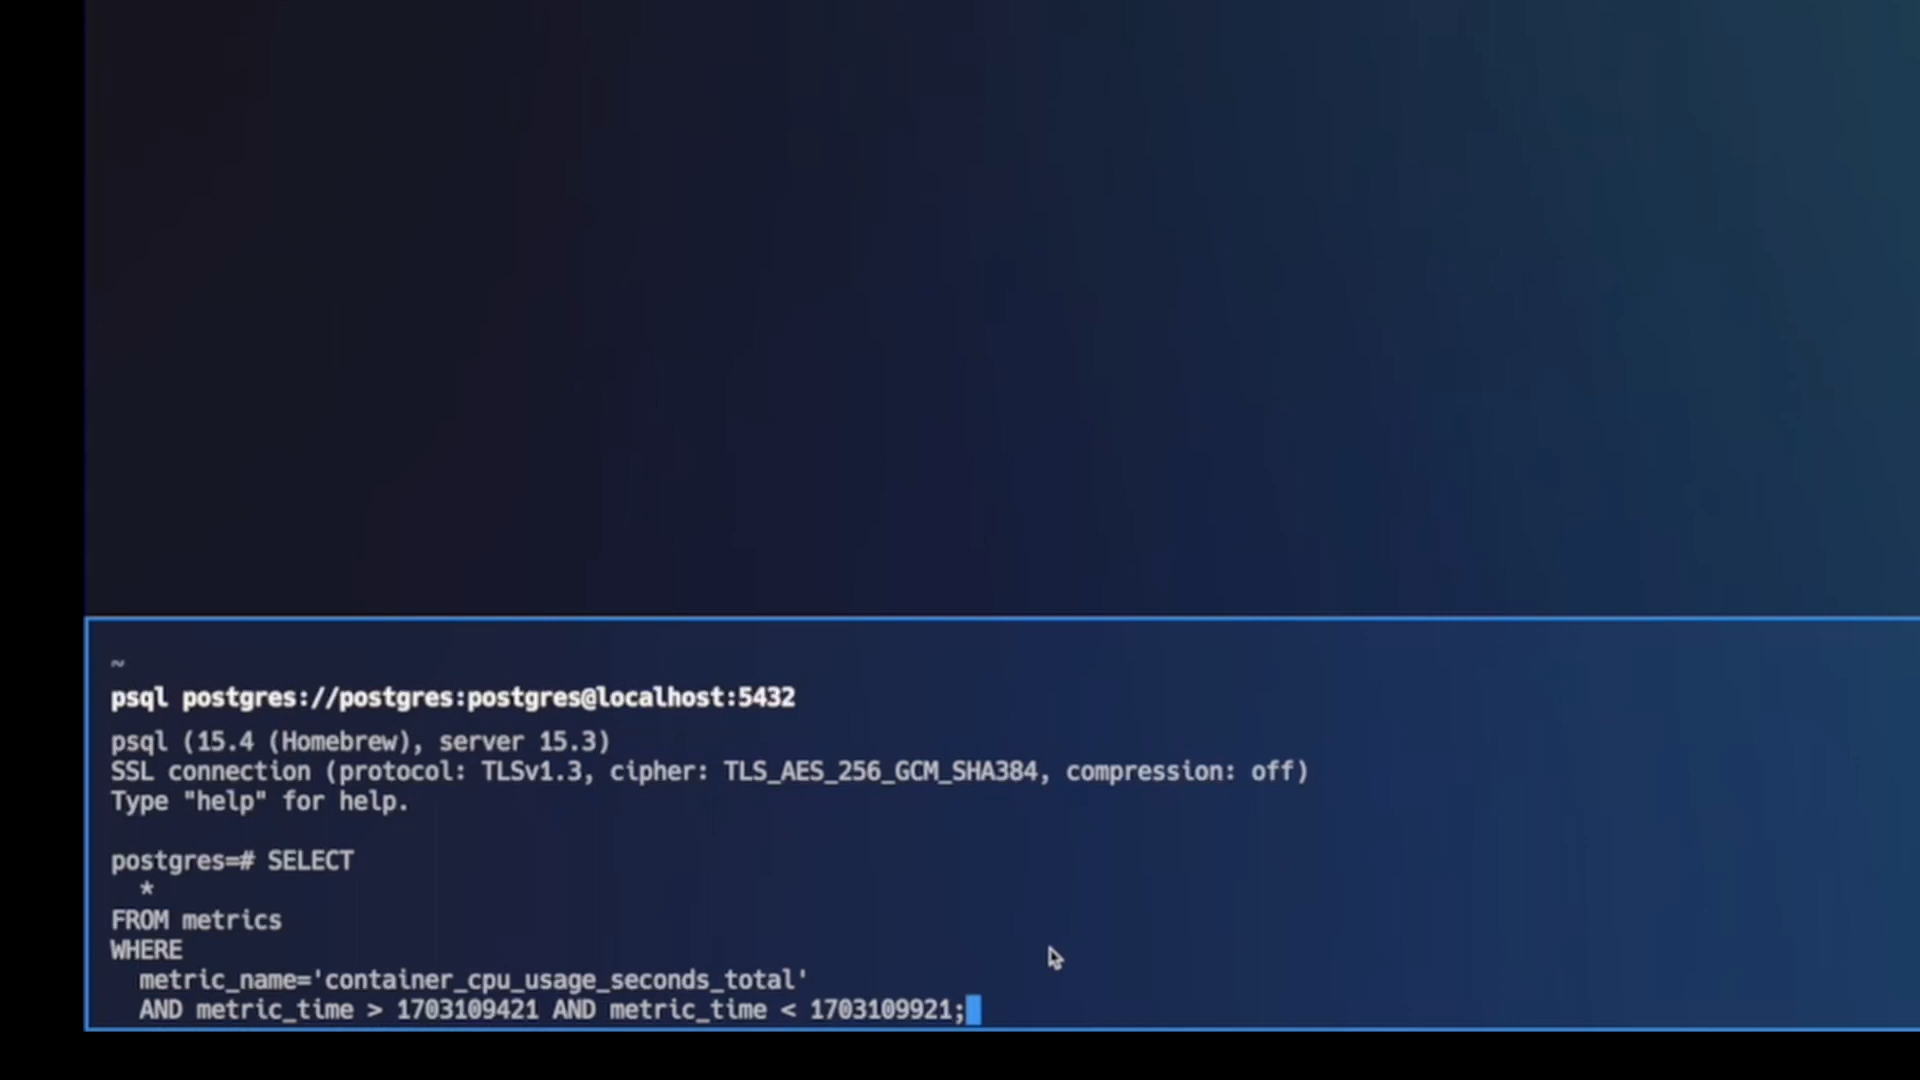 ~
psql postgres://postgres:postgres@localhost:5432
psql (15.4 (Homebrew), server 15.3)
SSL connection (protocol: TLSv1.3, cipher: TLS_AES_256_GCM_SHA384, compression: off)
Type "help" for help.
postgres=# SELECT
  *
FROM metrics
WHERE
  metric_name='container_cpu_usage_seconds_total'
  AND metric_time > 1703109421 AND metric_time < 1703109921;